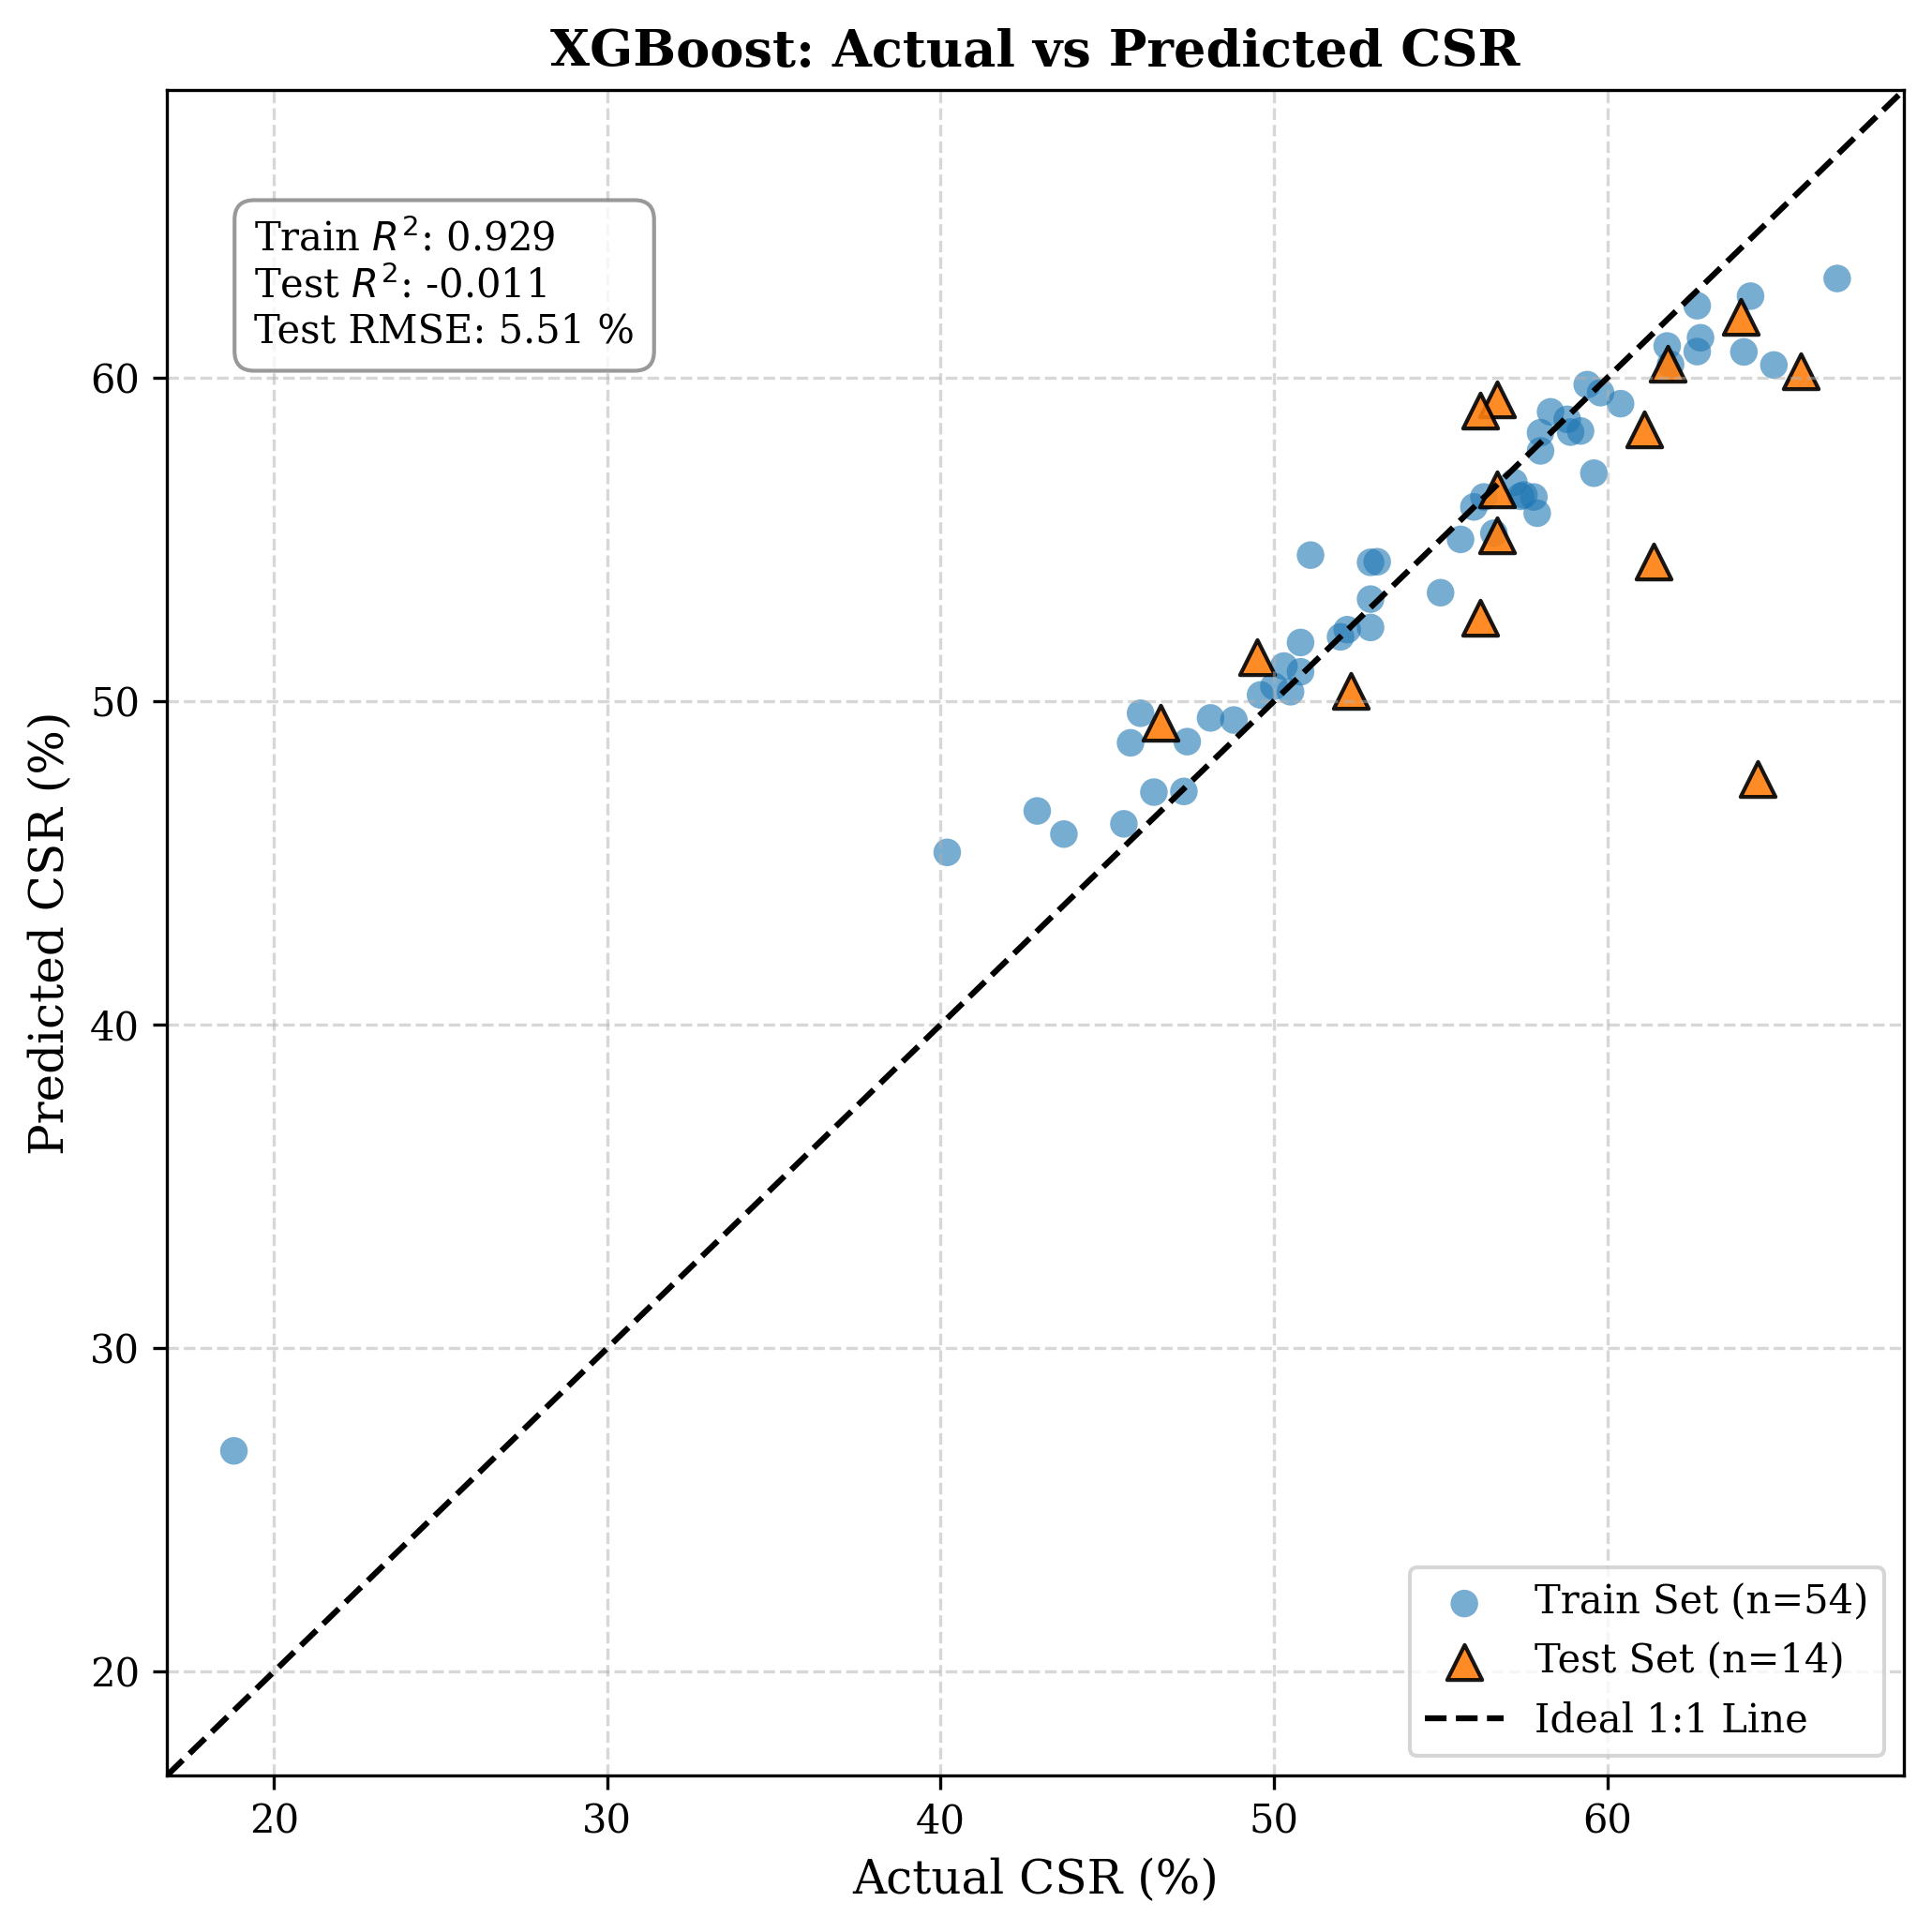 XGBoost: Actual vs Predicted CSR
Train R²: 0.929
Test R²: -0.011
Test RMSE: 5.51 %
Predicted CSR (%)
60
50
40
30
20
Train Set (n=54)
Test Set (n=14)
Ideal 1:1 Line
20 30 40 50 60
Actual CSR (%)